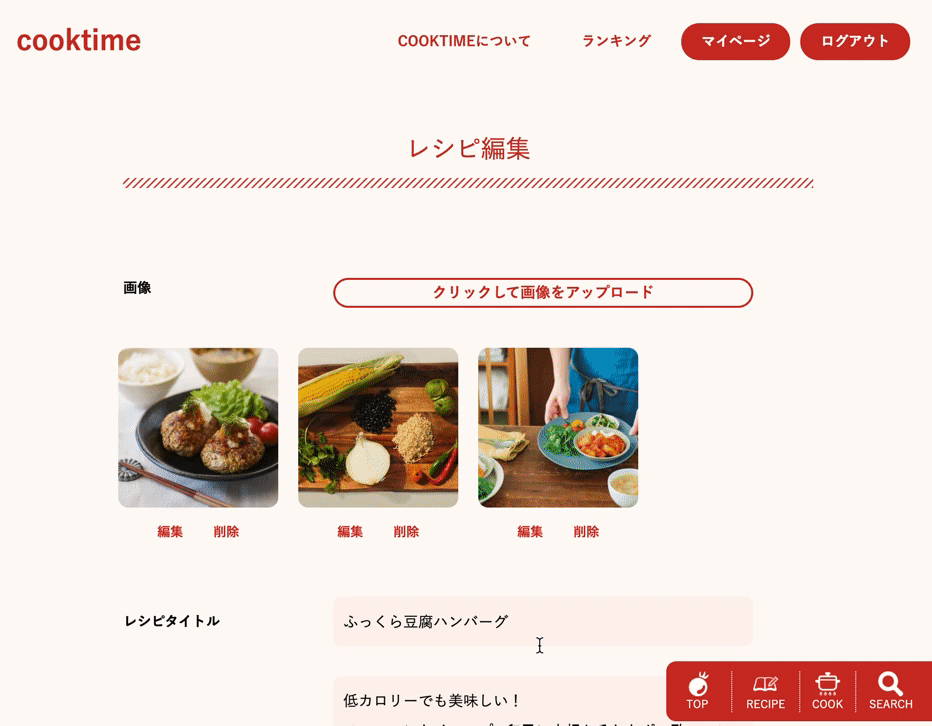 cooktime
COOKTIMEについて
ランキング
マイページ
ログアウト
レシピ編集
画像
クリックして画像をアップロード
編集 削除
編集 削除
編集 削除
レシピタイトル
ふっくら豆腐ハンバーグ
低カロリーでも美味しい！
TOP
RECIPE
COOK
SEARCH